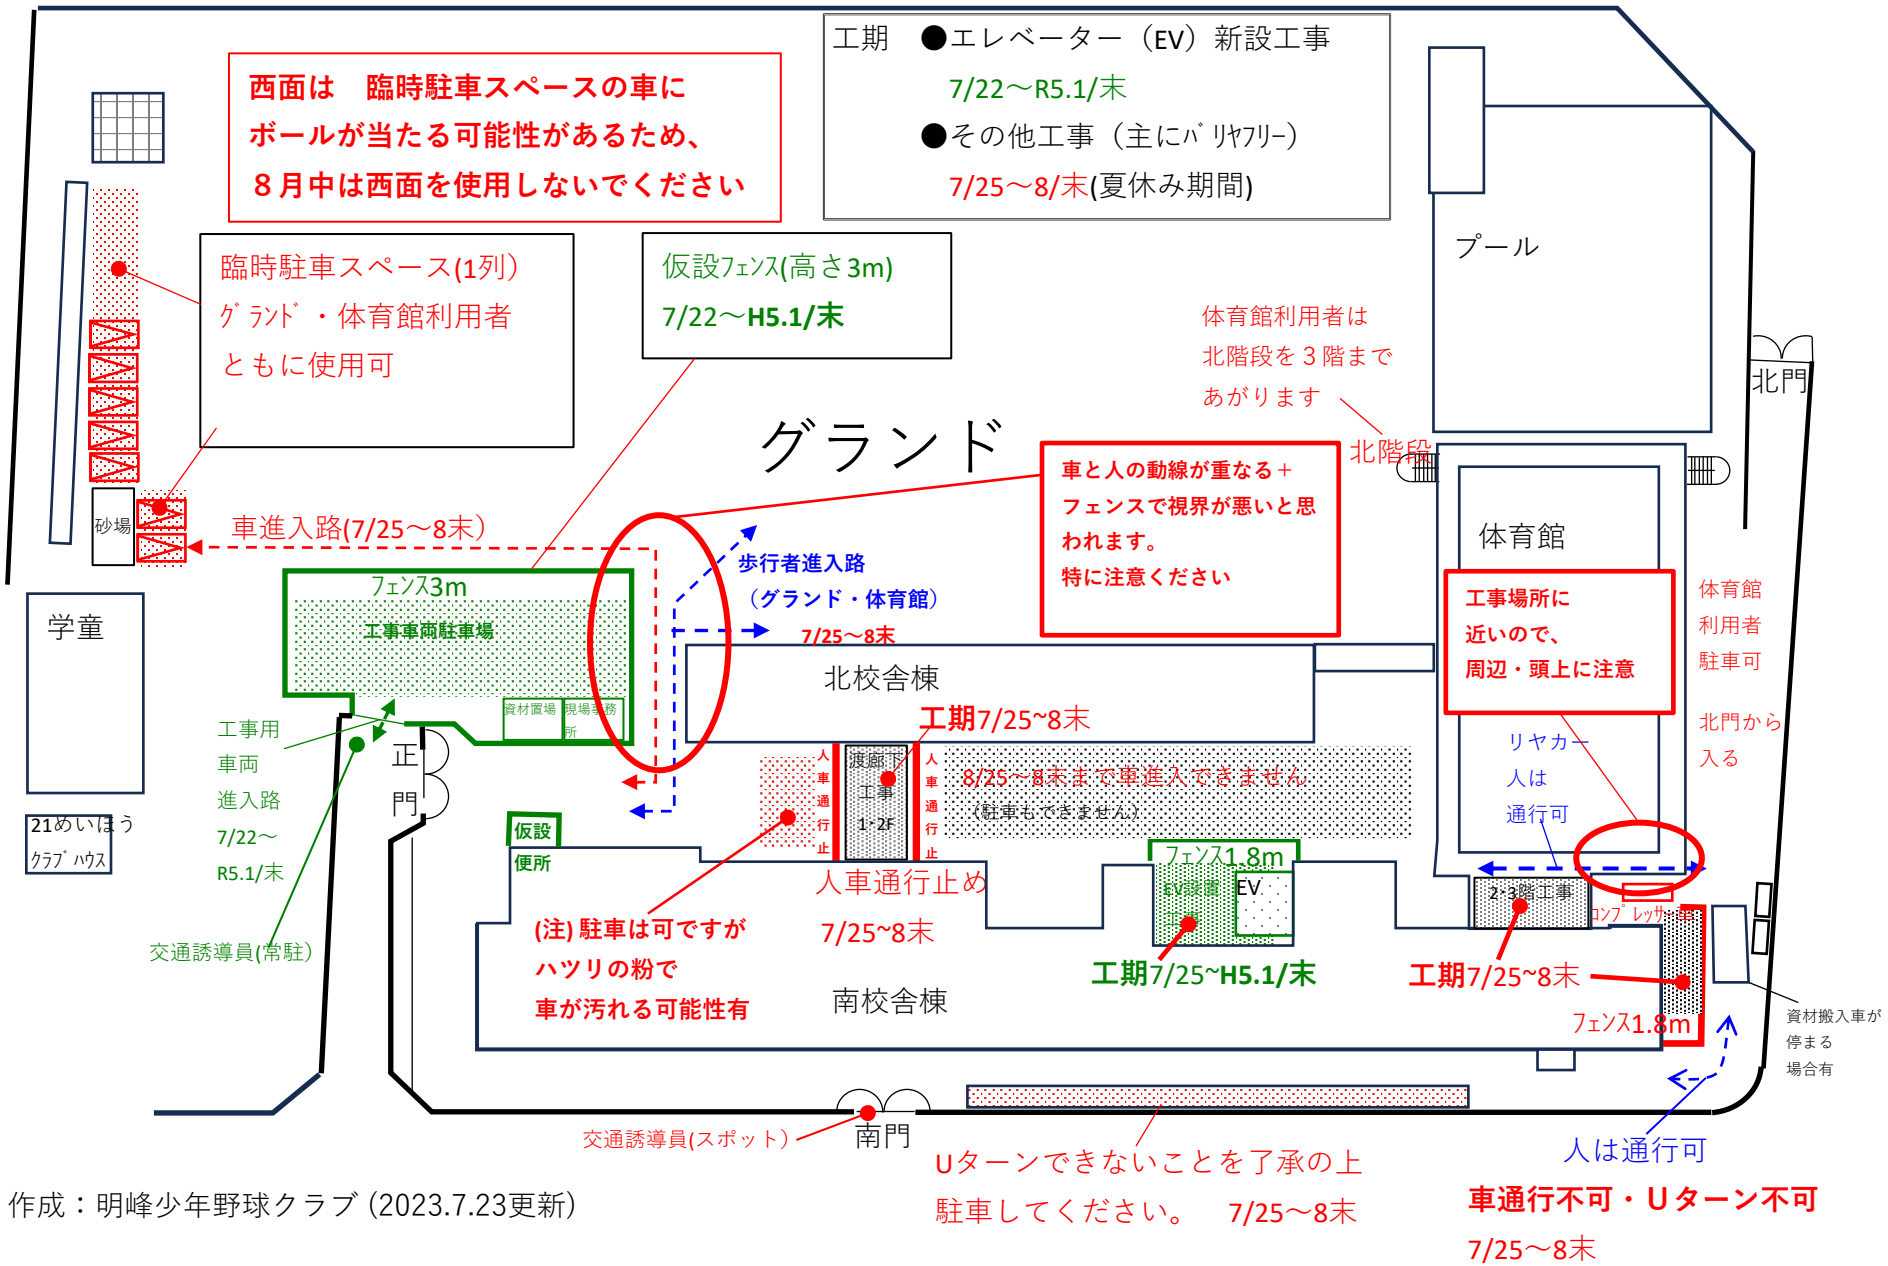 工期　●エレベーター（EV）新設工事
7/22～R5.1/末
●その他工事（主にﾊﾞﾘﾔﾌﾘｰ）
7/25～8/末(夏休み期間)
西面は　臨時駐車スペースの車に
ボールが当たる可能性があるため、
８月中は西面を使用しないでください
臨時駐車スペース(1列）
ｸﾞﾗﾝﾄﾞ・体育館利用者
ともに使用可
仮設ﾌｪﾝｽ(高さ3m)
7/22～H5.1/末
プール
体育館利用者は
北階段を３階まで
あがります
北階段
北門
グランド
車と人の動線が重なる＋
フェンスで視界が悪いと思
われます。
特に注意ください
体育館
砂場
車進入路(7/25～8末）
歩行者進入路
（グランド・体育館）
7/25～8末
ﾌｪﾝｽ3m
工事車両駐車場
資材置場
現場事務
所
学童
工事場所に
近いので、
周辺・頭上に注意
体育館
利用者
駐車可
北門から
入る
北校舎棟
工期7/25~8末
工事用
車両
進入路
7/22～
R5.1/末
正
門
21めいほう
ｸﾗﾌﾞﾊｳｽ
仮設
便所
人車通行止
渡廊下
工事
1・2F
人車通行止
8/25～8末まで車進入できません
（駐車もできません）
リヤカー
人は
通行可
人車通行止め
7/25~8末
ﾌｪﾝｽ1.8m
EV設置
工事
EV
2・3階工事
ｺﾝﾌﾟﾚｯｻｰ車
(注) 駐車は可ですが
ハツリの粉で
車が汚れる可能性有
交通誘導員(常駐）
工期7/25~H5.1/末
工期7/25~8末
南校舎棟
ﾌｪﾝｽ1.8m
資材搬入車が
停まる
場合有
交通誘導員(スポット）
南門
Uターンできないことを了承の上
駐車してください。　7/25～8末
人は通行可
車通行不可・Ｕターン不可
7/25～8末
作成：明峰少年野球クラブ (2023.7.23更新)